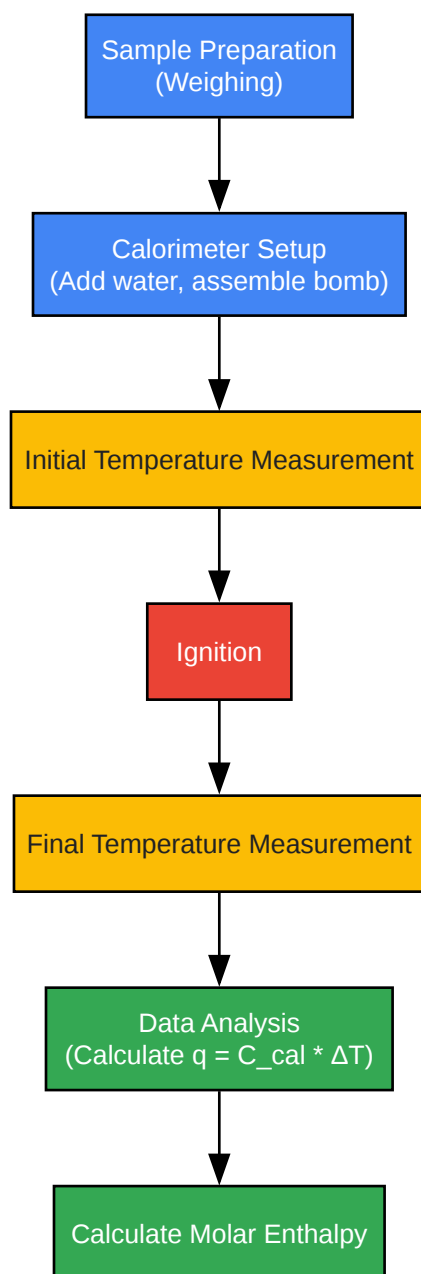 Sample Preparation
(Weighing)
Calorimeter Setup
(Add water, assemble bomb)
Initial Temperature Measurement
Ignition
Final Temperature Measurement
Data Analysis
(Calculate q = C_cal * ΔT)
Calculate Molar Enthalpy